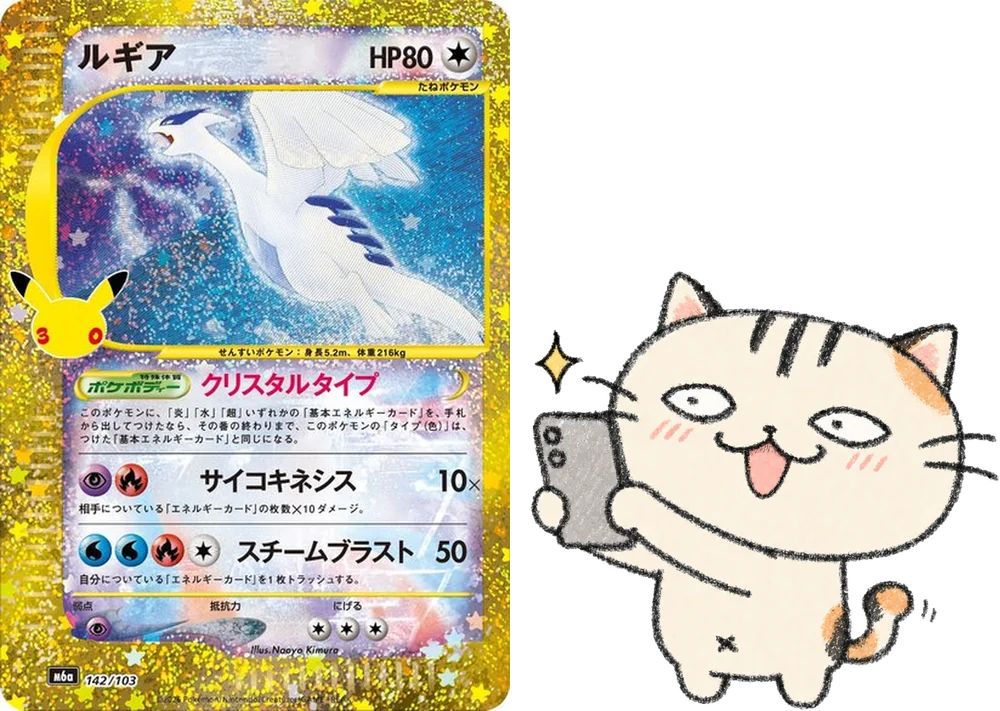 ルギア
HP80
たねポケモン
30
せんすいポケモン：身長5.2m、体重216kg
特殊体質
ポケボディー
クリスタルタイプ
このポケモンに、「炎」「水」「超」いずれかの「基本エネルギーカード」を、手札
から出してつけたなら、その番の終わりまで、このポケモンの「タイプ(色)」は、
つけた「基本エネルギーカード」と同じになる。
サイコキネシス 10×
相手についている「エネルギーカード」の枚数×10ダメージ。
スチームブラスト 50
自分についている「エネルギーカード」を1枚トラッシュする。
弱点 抵抗力 にげる
Illus. Naoyo Kimura
m6a 142/103